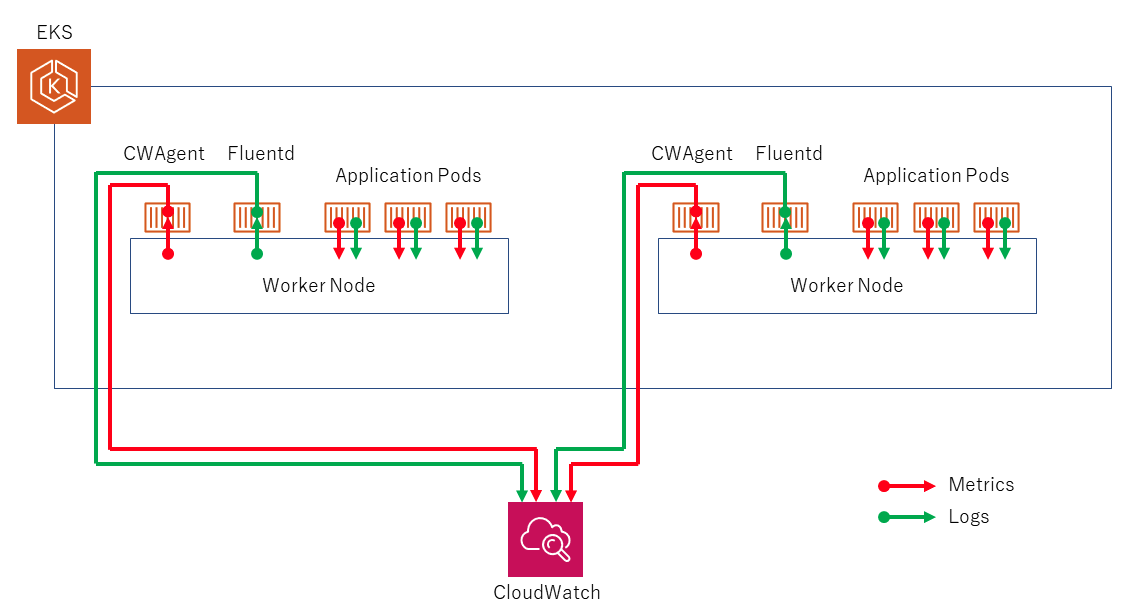 EKS
K
CWAgent Fluentd
Application Pods
Worker Node
CWAgent Fluentd
Application Pods
Worker Node
Metrics
Logs
CloudWatch